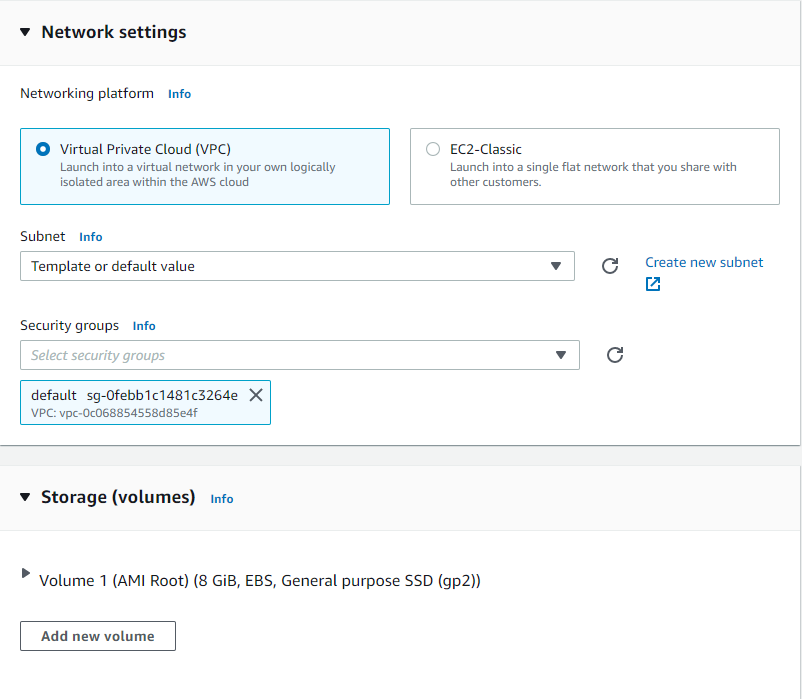 Network settings
Networking platform Info
Virtual Private Cloud (VPC)
Launch into a virtual network in your own logically
isolated area within the AWS cloud
EC2-Classic
Launch into a single flat network that you share with
other customers.
Subnet Info
Template or default value
Create new subnet
Security groups Info
Select security groups
default sg-0febb1c1481c3264e
VPC: vpc-0c068854558d85e4f
Storage (volumes) Info
Volume 1 (AMI Root) (8 GiB, EBS, General purpose SSD (gp2))
Add new volume